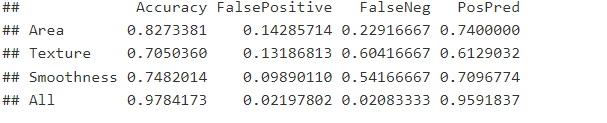 ##            Accuracy FalsePositive   FalseNeg   PosPred
## Area       0.8273381    0.14285714 0.22916667 0.7400000
## Texture    0.7050360    0.13186813 0.60416667 0.6129032
## Smoothness 0.7482014    0.09890110 0.54166667 0.7096774
## All        0.9784173    0.02197802 0.02083333 0.9591837